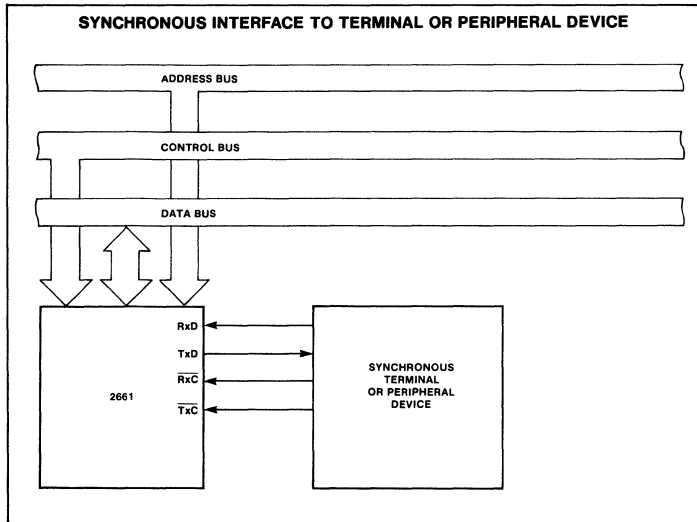 SYNCHRONOUS INTERFACE TO TERMINAL OR PERIPHERAL DEVICE
ADDRESS BUS
CONTROL BUS
DATA BUS
RxD
TxD
RxC
TxC
2661
SYNCHRONOUS
TERMINAL
OR PERIPHERAL
DEVICE